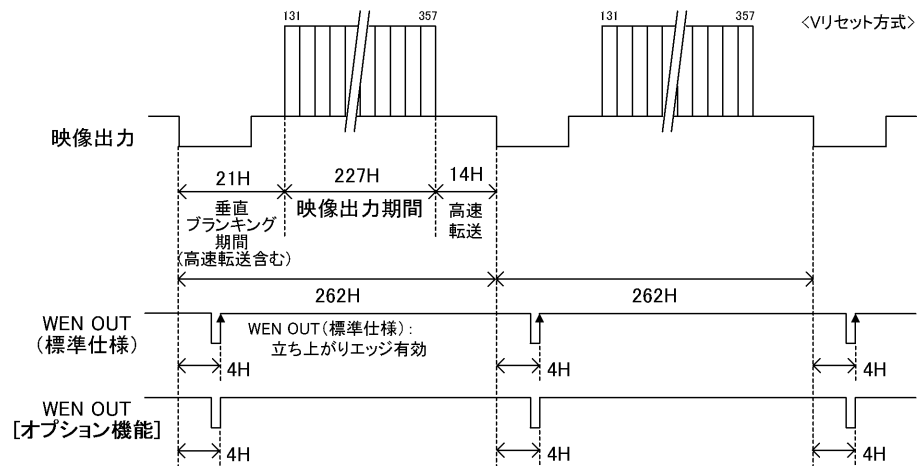 131
357
131
357
<Vリセット方式>
映像出力
21H
227H
14H
垂直
ブランキング
期間
(高速転送含む)
映像出力期間
高速
転送
262H
262H
WEN OUT
(標準仕様)
WEN OUT(標準仕様):
立ち上がりエッジ有効
4H
4H
4H
WEN OUT
[オプション機能]
4H
4H
4H